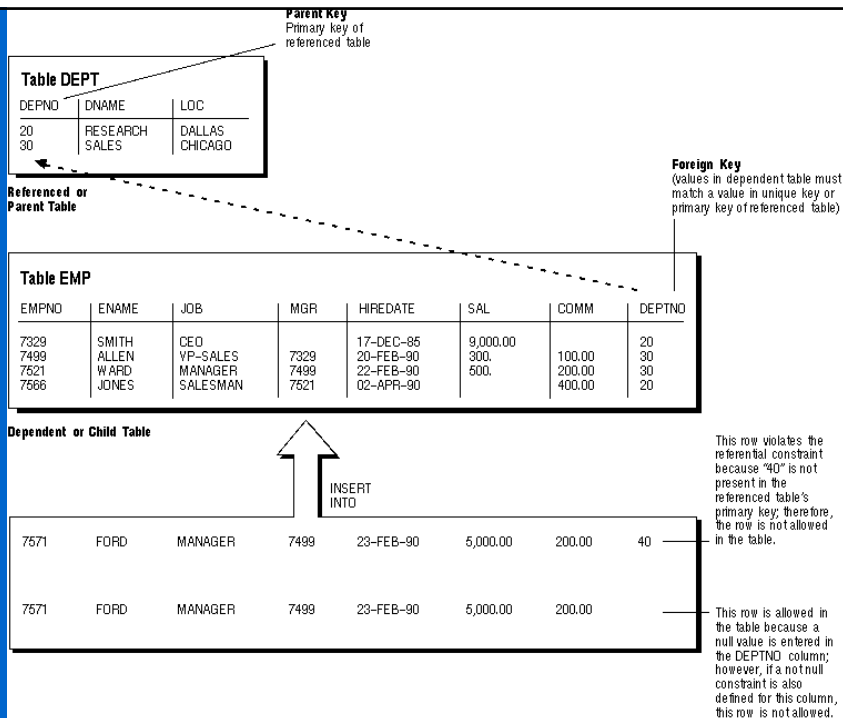 Parent Key
Primary key of
referenced table
Table DEPT
DEPNO DNAME LOC
20 RESEARCH DALLAS
30 SALES CHICAGO
Referenced or
Parent Table
Foreign Key
(values in dependent table must
match a value in unique key or
primary key of referenced table)
Table EMP
EMPNO ENAME JOB MGR HIREDATE SAL COMM DEPTNO
7329 SMITH CEO 17-DEC-85 9,000.00 20
7499 ALLEN VP-SALES 7329 20-FEB-90 300. 100.00 30
7521 WARD MANAGER 7499 22-FEB-90 500. 200.00 30
7566 JONES SALESMAN 7521 02-APR-90 400.00 20
Dependent or Child Table
INSERT
INTO
This row violates the
referential constraint
because "40" is not
present in the
referenced table's
primary key; therefore,
the row is not allowed
in the table.
7571 FORD MANAGER 7499 23-FEB-90 5,000.00 200.00 40
7571 FORD MANAGER 7499 23-FEB-90 5,000.00 200.00
This row is allowed in
the table because a
null value is entered in
the DEPTNO column;
however, if a not null
constraint is also
defined for this column,
this row is not allowed.